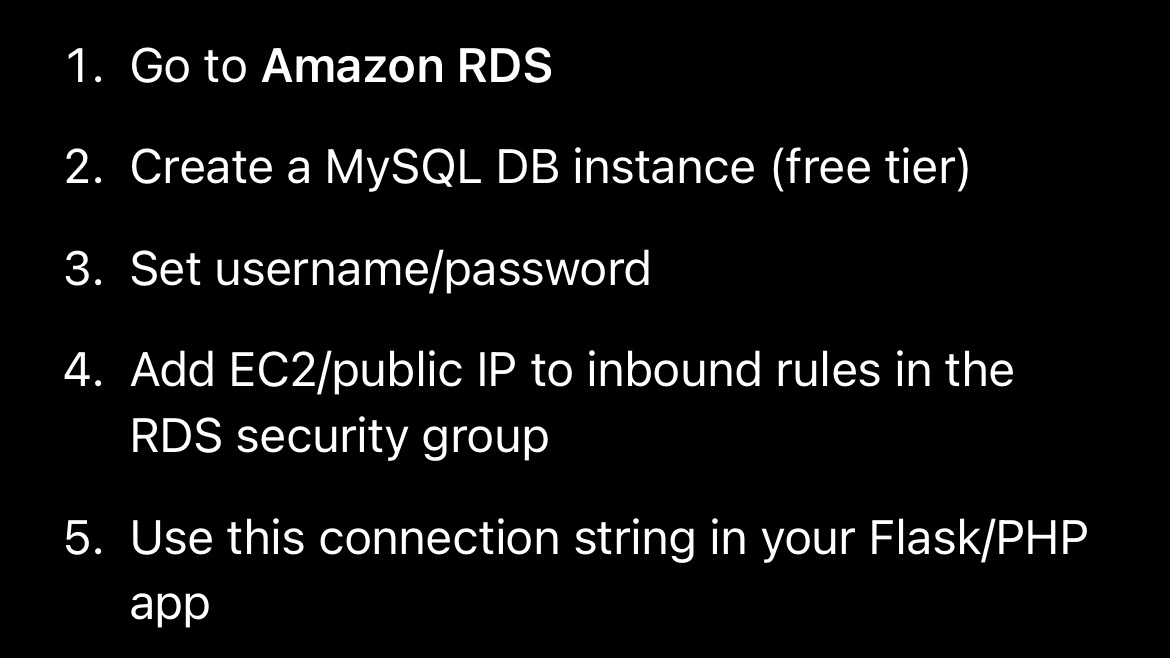 1. Go to Amazon RDS
2. Create a MySQL DB instance (free tier)
3. Set username/password
4. Add EC2/public IP to inbound rules in the
RDS security group
5. Use this connection string in your Flask/PHP
app